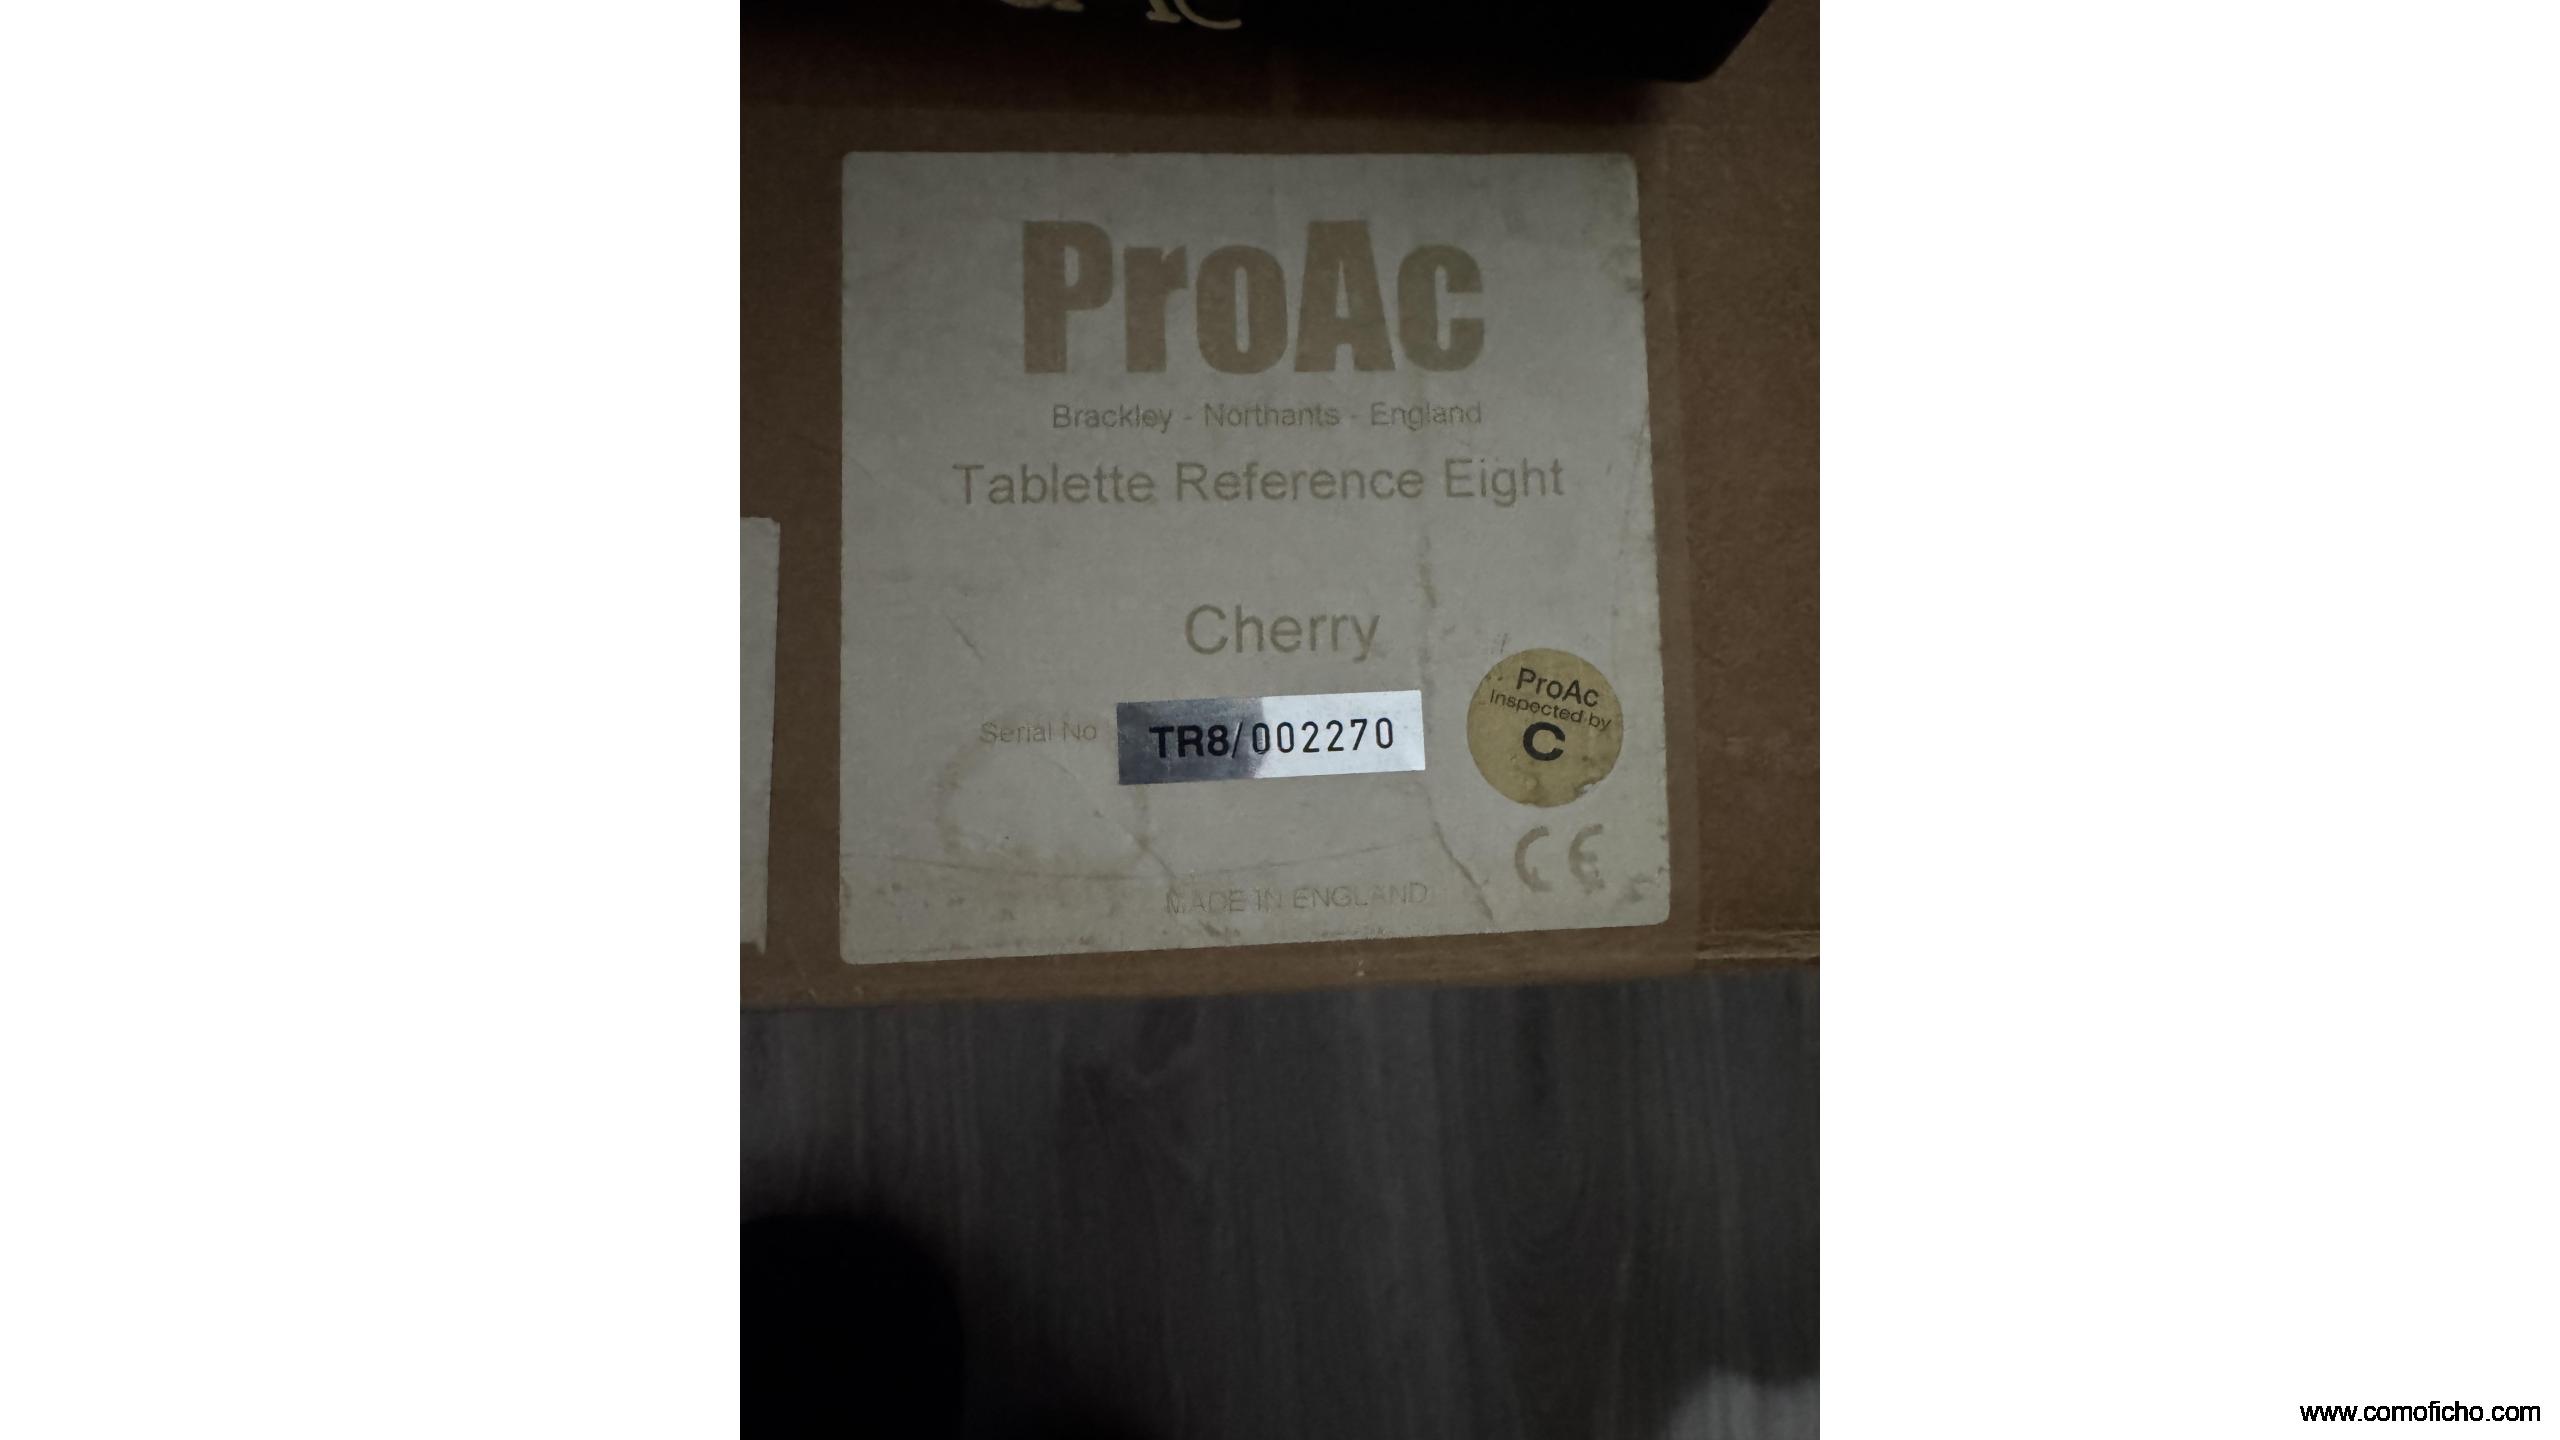 ProAc
Brackley - Northants - England
Tablette Reference Eight
Cherry
Serial No TR8/002270
ProAc
Inspected by
C
CE
MADE IN ENGLAND
www.comoficho.com